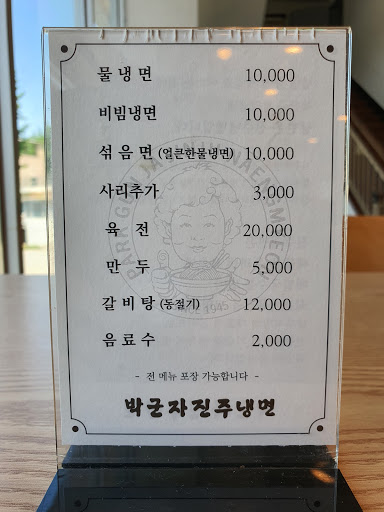 물냉면 10,000
비빔냉면 10,000
섞음면 (얼큰한물냉면) 10,000
사리추가 3,000
육 전 20,000
만 두 5,000
갈비탕 (동절기) 12,000
음료수 2,000
- 전 메뉴 포장 가능합니다 -
박군자진주냉면